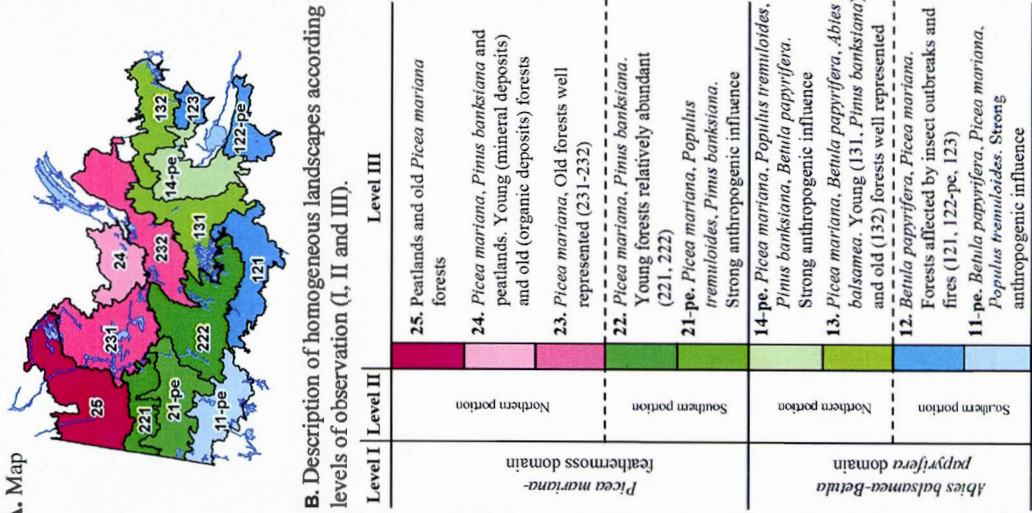 A. Map
25
231
24
221
21-pe
11-pe
222
232
131
121
14-pe
132
123
122-pe
B. Description of homogeneous landscapes according
levels of observation (I, II and III).
Level I
Level II
Level III
Picea mariana-
feathermoss domain
Northern portion
25. Peatlands and old Picea mariana
forests
24. Picea mariana, Pinus banksiana and
peatlands. Young (mineral deposits)
and old (organic deposits) forests
23. Picea mariana, Old forests well
represented (231-232)
Southern portion
22. Picea mariana, Pinus banksiana.
Young forests relatively abundant
(221, 222)
21-pe. Picea mariana, Populus
tremuloides, Pinus banksiana.
Strong anthropogenic influence
Abies balsamea-Betula
papyrifera domain
Northern portion
14-pe. Picea mariana, Populus tremuloides,
Pinus banksiana, Betula papyrifera.
Strong anthropogenic influence
13. Picea mariana, Betula papyrifera, Abies
balsamea. Young (131, Pinus banksiana)
and old (132) forests well represented
Southern portion
12. Betula papyrifera, Picea mariana.
Forests affected by insect outbreaks and
fires (121, 122-pe, 123)
11-pe. Betula papyrifera, Picea mariana,
Populus tremuloides. Strong
anthropogenic influence